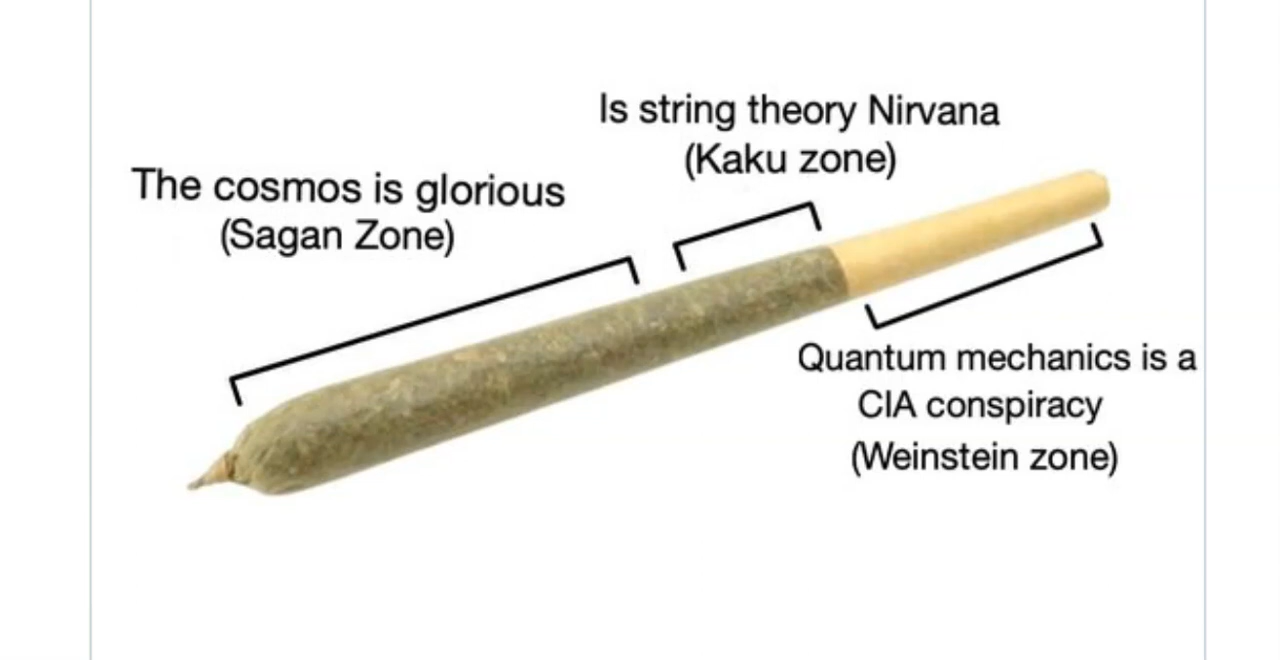 Is string theory Nirvana
(Kaku zone)
The cosmos is glorious
(Sagan Zone)
Quantum mechanics is a
CIA conspiracy
(Weinstein zone)